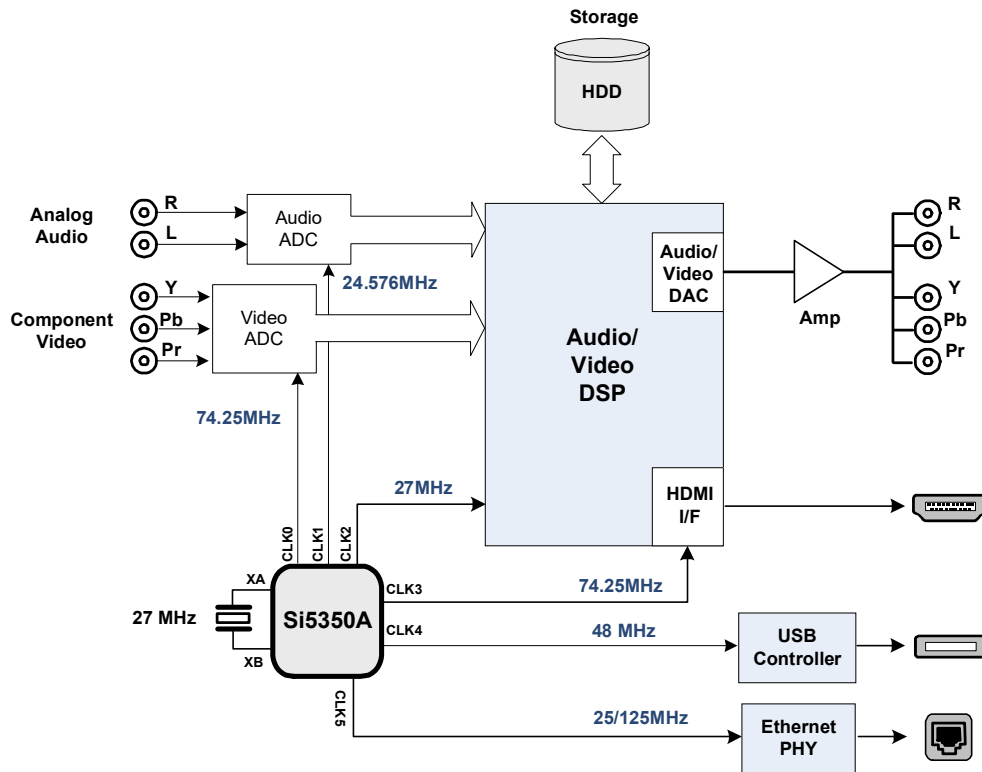 Storage
HDD
Analog
Audio
R
L
Audio
ADC
24.576MHz
Component
Video
Y
Pb
Pr
Video
ADC
74.25MHz
Audio/
Video
DSP
Audio/
Video
DAC
Amp
R
L
Y
Pb
Pr
27MHz
HDMI
I/F
CLK0
CLK1
CLK2
XA
27 MHz
XB
Si5350A
CLK3
74.25MHz
CLK4
48 MHz
USB
Controller
CLK5
25/125MHz
Ethernet
PHY